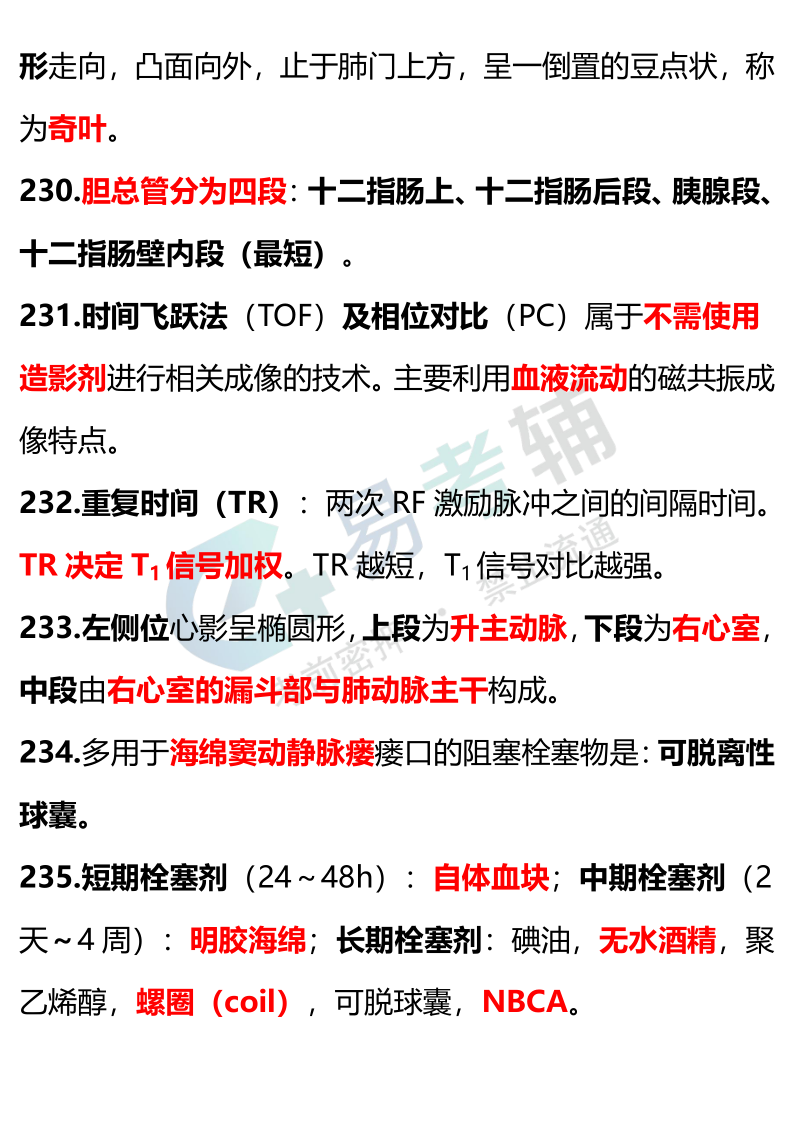 形走向，凸面向外，止于肺门上方，呈一倒置的豆点状，称
为奇叶。
230.胆总管分为四段：十二指肠上、十二指肠后段、胰腺段、
十二指肠壁内段（最短）。
231.时间飞跃法（TOF）及相位对比（PC）属于不需使用
造影剂进行相关成像的技术。主要利用血液流动的磁共振成
像特点。
232.重复时间（TR）：两次 RF 激励脉冲之间的间隔时间。
TR 决定 T₁信号加权。TR 越短，T₁信号对比越强。
233.左侧位心影呈椭圆形，上段为升主动脉，下段为右心室，
中段由右心室的漏斗部与肺动脉主干构成。
234.多用于海绵窦动静脉瘘瘘口的阻塞栓塞物是：可脱离性
球囊。
235.短期栓塞剂（24～48h）：自体血块；中期栓塞剂（2
天～4 周）：明胶海绵；长期栓塞剂：碘油，无水酒精，聚
乙烯醇，螺圈（coil），可脱球囊，NBCA。
易考辅
考前密押 · 禁止流通